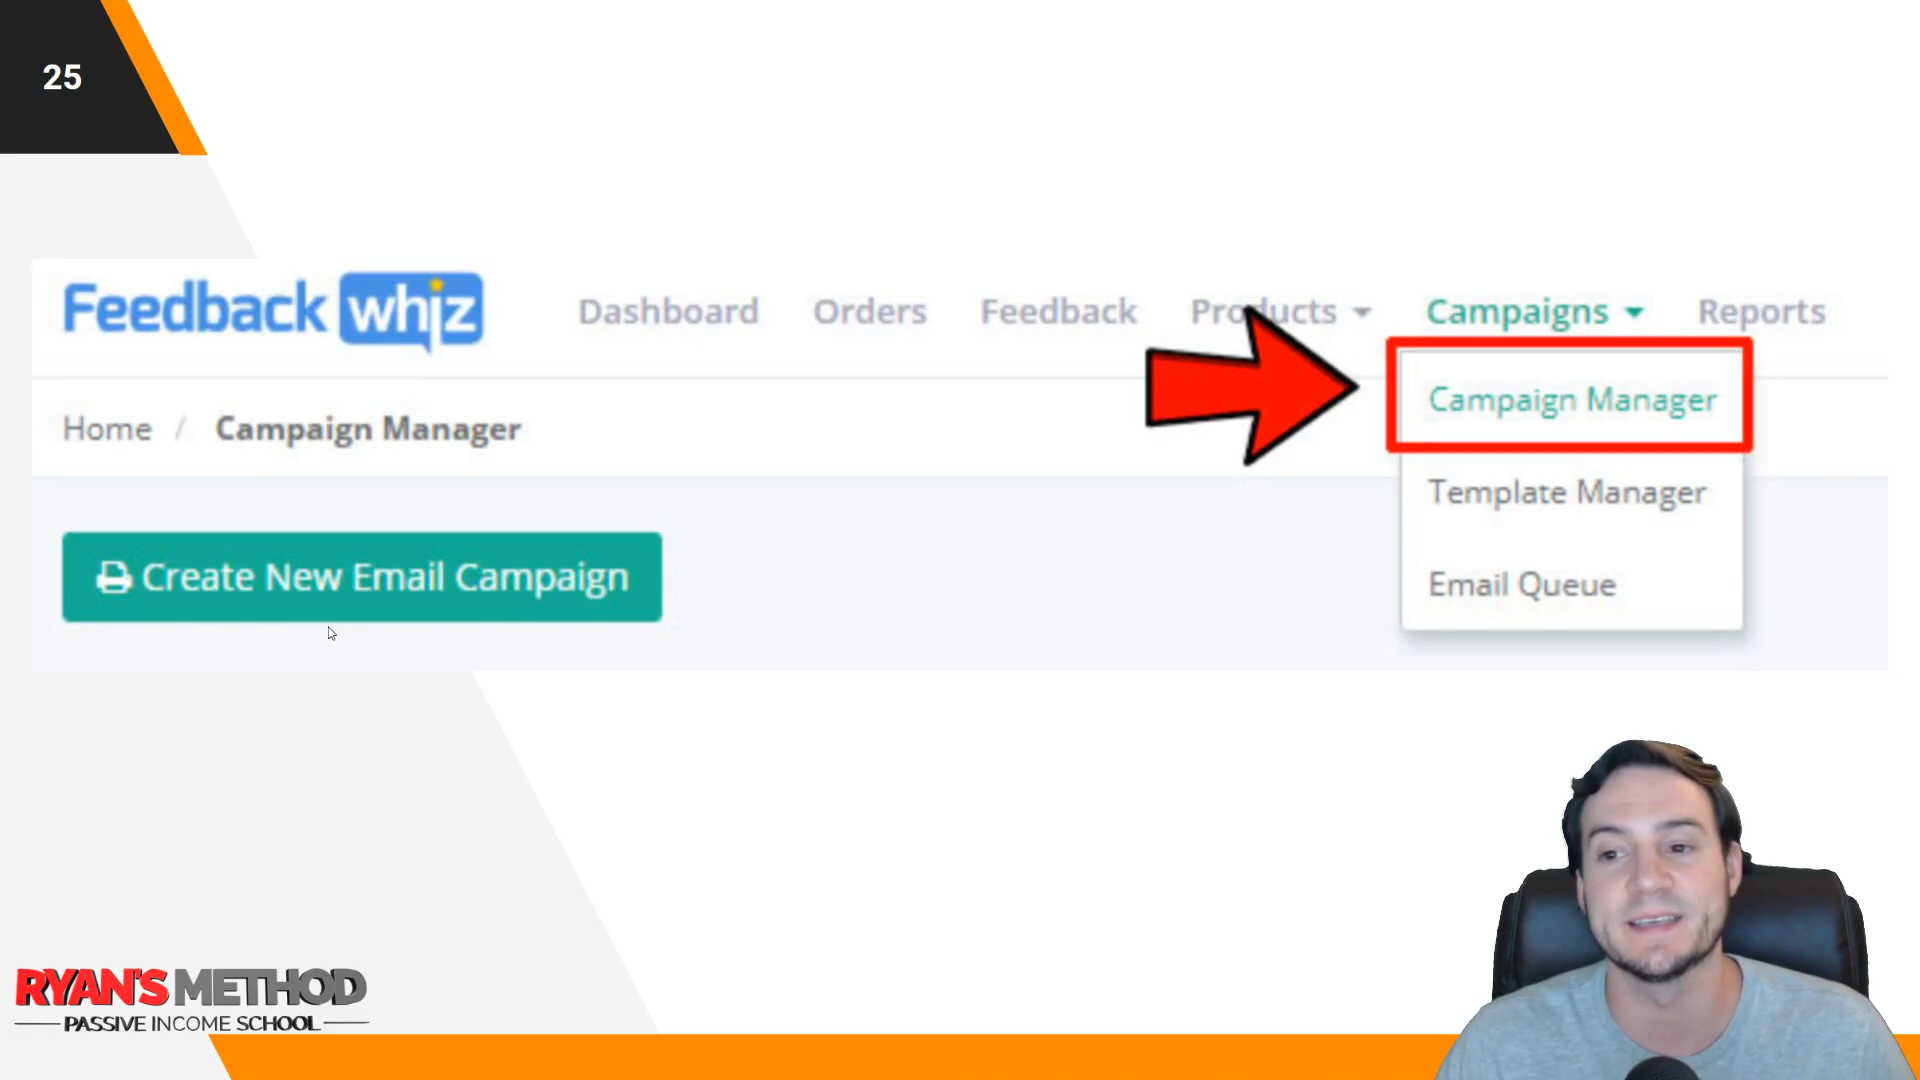 25
Feedback whiz
Dashboard Orders Feedback Products Campaigns Reports
Campaign Manager
Home / Campaign Manager
Template Manager
Create New Email Campaign
Email Queue
RYAN'S METHOD
PASSIVE INCOME SCHOOL